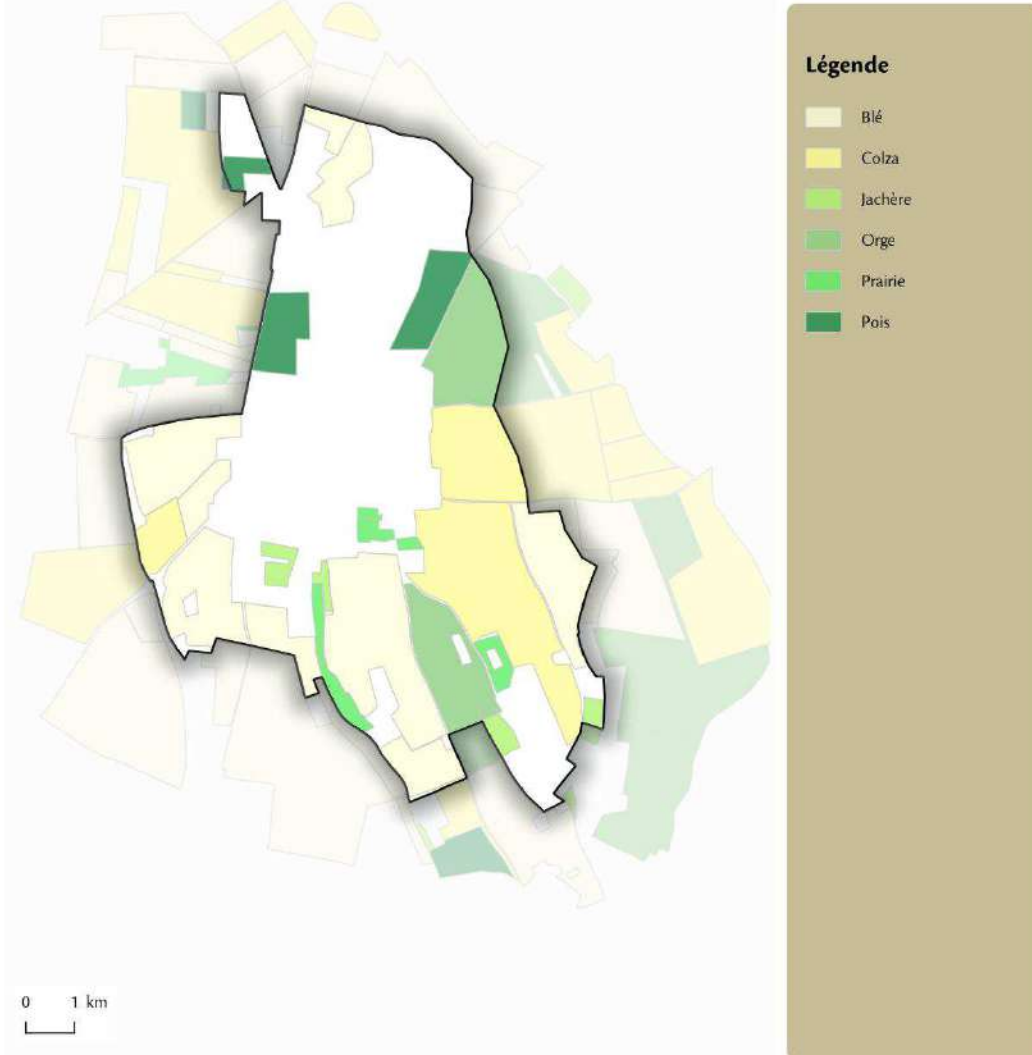 Légende
Blé
Colza
Jachère
Orge
Prairie
Pois
0 1 km